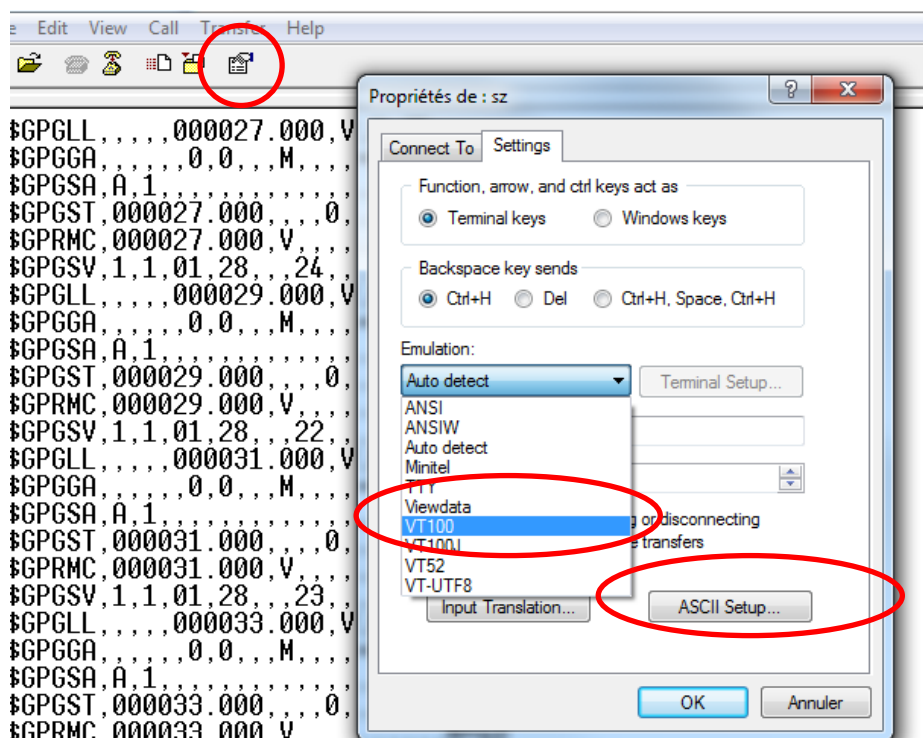 e Edit View Call Transfer Help
$GPGLL,,,,,000027.000,V
$GPGGA,,,,,,0,0,,,M,,,,
$GPGSA,A,1,,,,,,,,,,,,
$GPGST,000027.000,,,,0,
$GPRMC,000027.000,V,,,,
$GPGSV,1,1,01,28,,,24,,
$GPGLL,,,,,000029.000,V
$GPGGA,,,,,,0,0,,,M,,,,
$GPGSA,A,1,,,,,,,,,,,,
$GPGST,000029.000,,,,0,
$GPRMC,000029.000,V,,,,
$GPGSV,1,1,01,28,,,22,,
$GPGLL,,,,,000031.000,V
$GPGGA,,,,,,0,0,,,M,,,,
$GPGSA,A,1,,,,,,,,,,,,
$GPGST,000031.000,,,,0,
$GPRMC,000031.000,V,,,,
$GPGSV,1,1,01,28,,,23,,
$GPGLL,,,,,000033.000,V
$GPGGA,,,,,,0,0,,,M,,,,
$GPGSA,A,1,,,,,,,,,,,,
$GPGST,000033.000,,,,0,
$GPRMC,000033.000,V
Propriétés de : sz
Connect To Settings
Function, arrow, and ctrl keys act as
Terminal keys Windows keys
Backspace key sends
Ctrl+H Del Ctrl+H, Space, Ctrl+H
Emulation:
Auto detect Terminal Setup...
ANSI
ANSIW
Auto detect
Minitel
TTY
Viewdata
VT100 or disconnecting
VT100J transfers
VT52
VT-UTF8
Input Translation... ASCII Setup...
OK Annuler